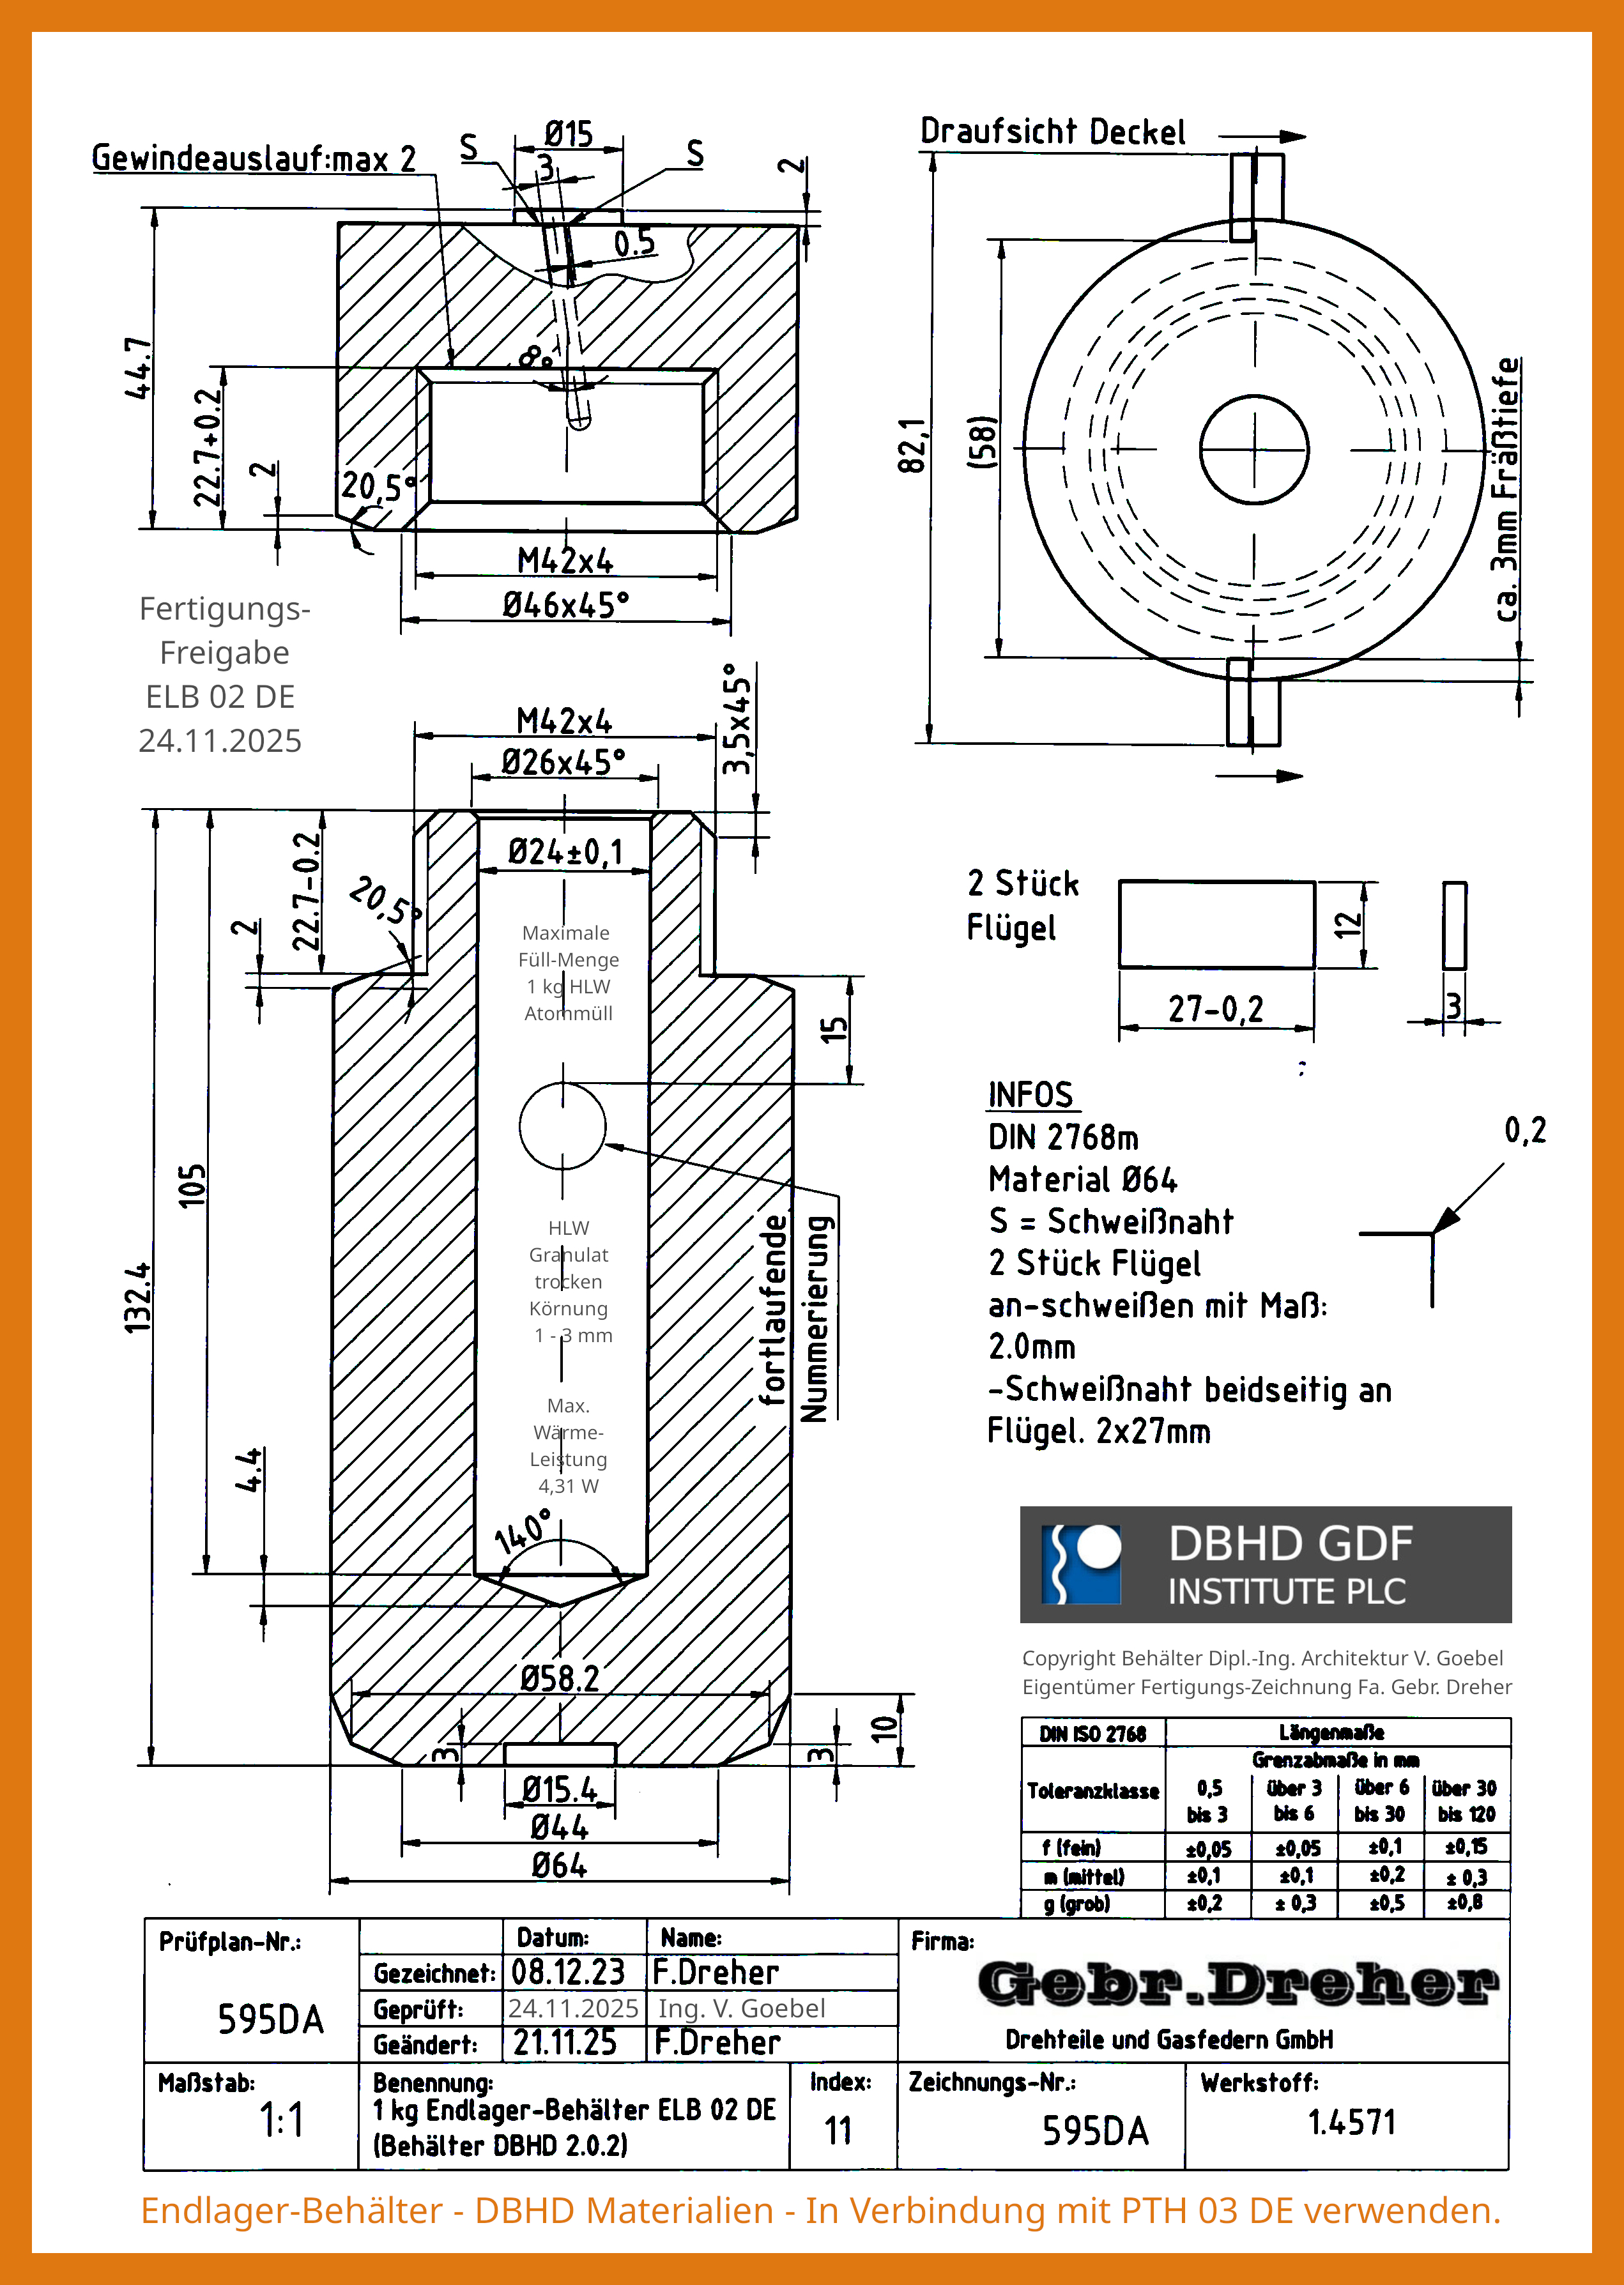 Gewindeauslauf:max 2
S
Ø15
3
S
2
0.5
44.7
22.7+0.2
2
20,5°
8°
M42x4
Ø46x45°
Draufsicht Deckel
82,1
(58)
ca. 3mm Fräßtiefe
Fertigungs-
Freigabe
ELB 02 DE
24.11.2025
M42x4
Ø26x45°
3,5x45°
Ø24±0,1
22.7-0.2
20,5°
2
105
132.4
4.4
15
Maximale
Füll-Menge
1 kg HLW
Atommüll
HLW
Granulat
trocken
Körnung
1 - 3 mm
Max.
Wärme-
Leistung
4,31 W
fortlaufende
Nummerierung
140°
Ø58.2
3
3
10
Ø15.4
Ø44
Ø64
2 Stück
Flügel
12
27-0,2
3
INFOS
DIN 2768m
Material Ø64
S = Schweißnaht
2 Stück Flügel
an-schweißen mit Maß:
2.0mm
-Schweißnaht beidseitig an
Flügel. 2x27mm
0,2
DBHD GDF
INSTITUTE PLC
Copyright Behälter Dipl.-Ing. Architektur V. Goebel
Eigentümer Fertigungs-Zeichnung Fa. Gebr. Dreher
DIN ISO 2768 Längenmaße
Grenzabmaße in mm
Toleranzklasse 0,5 bis 3 über 3 bis 6 über 6 bis 30 über 30 bis 120
f (fein) ±0,05 ±0,05 ±0,1 ±0,15
m (mittel) ±0,1 ±0,1 ±0,2 ± 0,3
g (grob) ±0,2 ± 0,3 ±0,5 ±0,8
Prüfplan-Nr.:
595DA
Datum: Name:
Gezeichnet: 08.12.23 F.Dreher
Geprüft: 24.11.2025 Ing. V. Goebel
Geändert: 21.11.25 F.Dreher
Firma:
Gebr.Dreher
Drehteile und Gasfedern GmbH
Maßstab:
1:1
Benennung:
1 kg Endlager-Behälter ELB 02 DE
(Behälter DBHD 2.0.2)
Index:
11
Zeichnungs-Nr.:
595DA
Werkstoff:
1.4571
Endlager-Behälter - DBHD Materialien - In Verbindung mit PTH 03 DE verwenden.